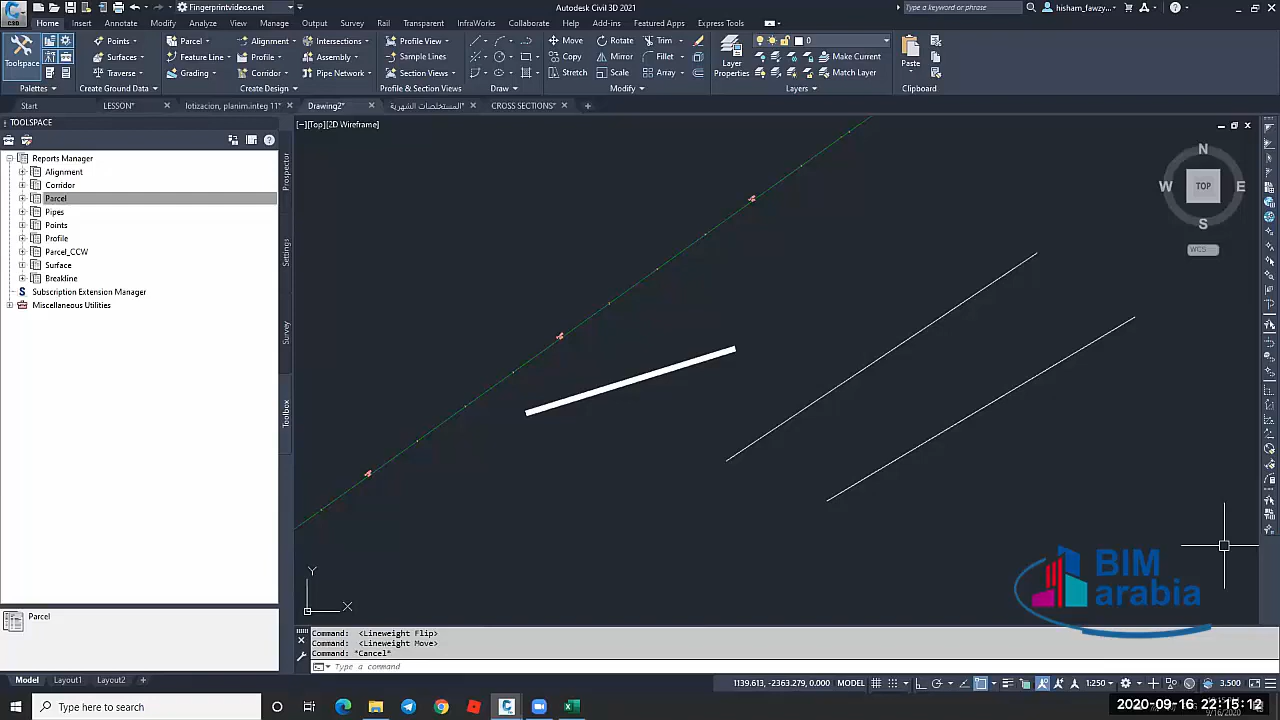 Fingerprintvideos.net
Autodesk Civil 3D 2021
Type a keyword or phrase
hisham_fawzy...
Home Insert Annotate Modify Analyze View Manage Output Survey Rail Transparent InfraWorks Collaborate Help Add-ins Featured Apps Express Tools
Toolspace
Points
Surfaces
Traverse
Parcel
Feature Line
Grading
Alignment
Profile
Corridor
Intersections
Assembly
Pipe Network
Profile View
Sample Lines
Section Views
Move
Copy
Stretch
Rotate
Mirror
Scale
Trim
Fillet
Array
Layer
Properties
0
Make Current
Match Layer
Paste
Palettes Create Ground Data Create Design Profile & Section Views Draw Modify Layers Clipboard
Start LESSON* lotizacion, planim.integ 11* Drawing2* المستخلصات الشهرية* CROSS SECTIONS*
TOOLSPACE
Reports Manager
Alignment
Corridor
Parcel
Pipes
Points
Profile
Parcel_CCW
Surface
Breakline
Subscription Extension Manager
Miscellaneous Utilities
Prospector
Settings
Survey
Toolbox
Parcel
[−][Top][2D Wireframe]
N
W TOP E
S
WCS
Y
X
BIM
arabia
Command: <Lineweight Flip>
Command: <Lineweight Move>
Command: *Cancel*
Type a command
Model Layout1 Layout2
1139.613, -2363.279, 0.000 MODEL
1:250
3.500
Type here to search
2020-09-16 22:15:12